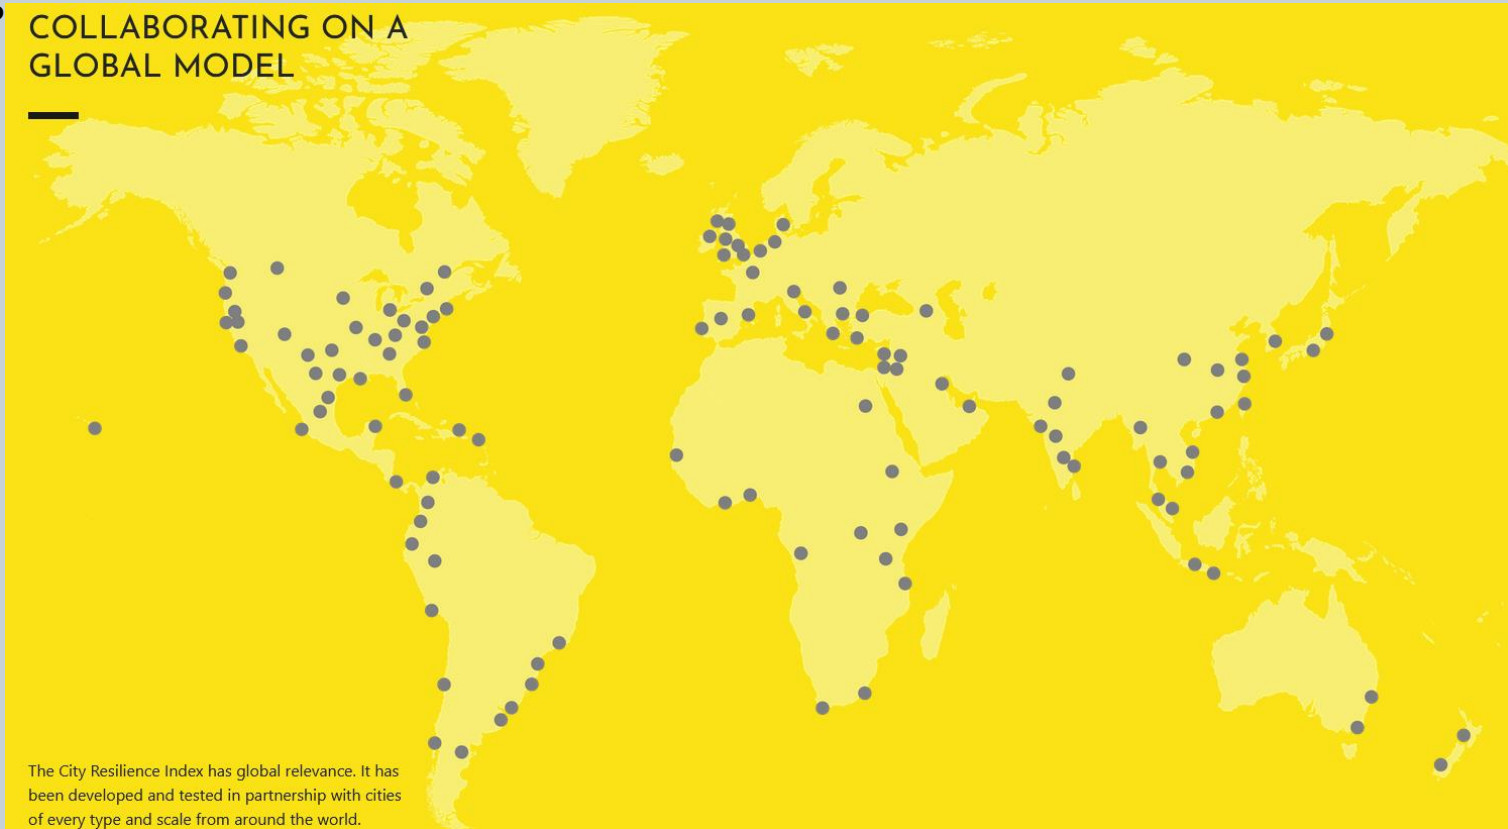 COLLABORATING ON A
GLOBAL MODEL
The City Resilience Index has global relevance. It has
been developed and tested in partnership with cities
of every type and scale from around the world.